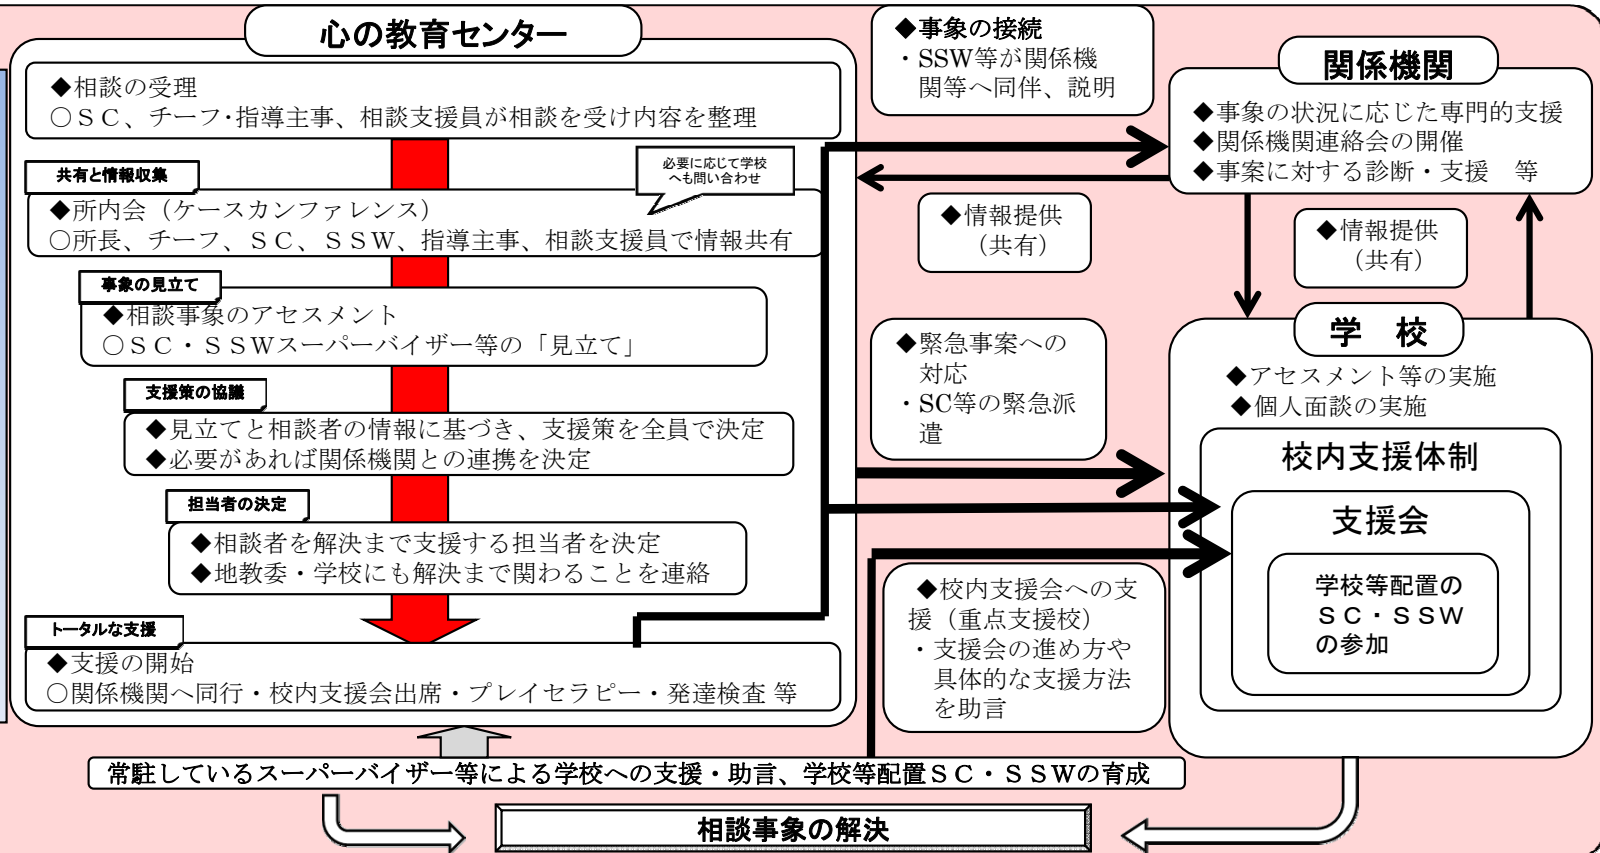 心の教育センター
◆相談の受理
○ＳＣ、チーフ・指導主事、相談支援員が相談を受け内容を整理
共有と情報収集
必要に応じて学校
へも問い合わせ
◆所内会（ケースカンファレンス）
○所長、チーフ、ＳＣ、ＳＳＷ、指導主事、相談支援員で情報共有
事象の見立て
◆相談事象のアセスメント
○ＳＣ・ＳＳＷスーパーバイザー等の「見立て」
支援策の協議
◆見立てと相談者の情報に基づき、支援策を全員で決定
◆必要があれば関係機関との連携を決定
担当者の決定
◆相談者を解決まで支援する担当者を決定
◆地教委・学校にも解決まで関わることを連絡
トータルな支援
◆支援の開始
○関係機関へ同行・校内支援会出席・プレイセラピー・発達検査 等
◆事象の接続
・SSW等が関係機
関等へ同伴、説明
◆情報提供
（共有）
◆緊急事案への
対応
・SC等の緊急派
遣
◆校内支援会への支
援（重点支援校）
・支援会の進め方や
具体的な支援方法
を助言
関係機関
◆事象の状況に応じた専門的支援
◆関係機関連絡会の開催
◆事案に対する診断・支援　等
◆情報提供
（共有）
学　校
◆アセスメント等の実施
◆個人面談の実施
校内支援体制
支援会
学校等配置の
ＳＣ・ＳＳＷ
の参加
常駐しているスーパーバイザー等による学校への支援・助言、学校等配置ＳＣ・ＳＳＷの育成
相談事象の解決